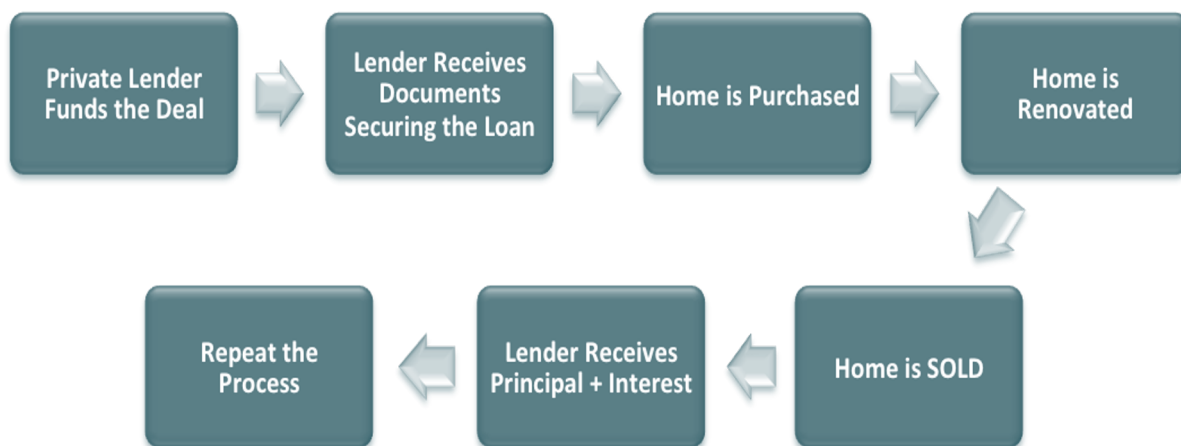 Private Lender
Funds the Deal
Lender Receives
Documents
Securing the Loan
Home is Purchased
Home is
Renovated
Home is SOLD
Lender Receives
Principal + Interest
Repeat the
Process